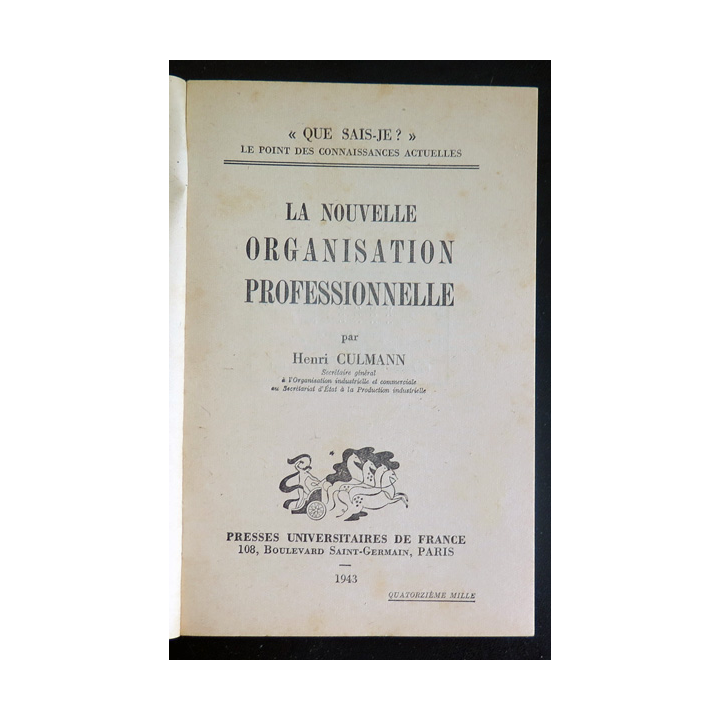 « QUE SAIS-JE ? »
LE POINT DES CONNAISSANCES ACTUELLES
LA NOUVELLE
ORGANISATION
PROFESSIONNELLE
par
Henri CULMANN
Secrétaire général
à l'Organisation industrielle et commerciale
au Secrétariat d'État à la Production industrielle
PRESSES UNIVERSITAIRES DE FRANCE
108, BOULEVARD SAINT-GERMAIN, PARIS
—
1943
QUATORZIÈME MILLE